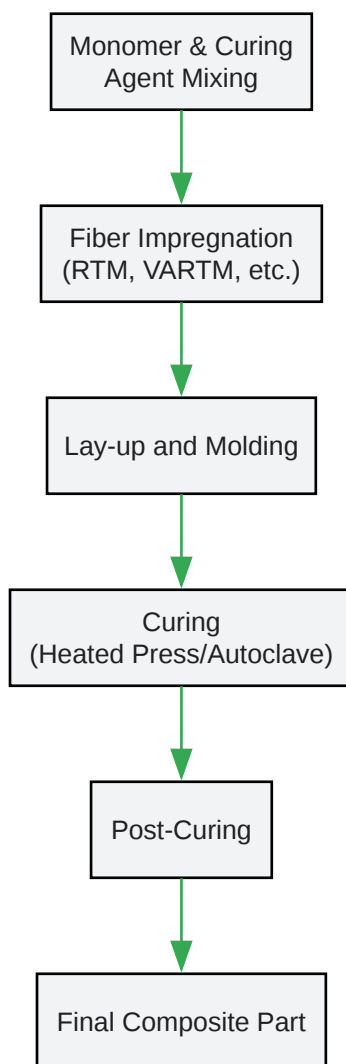 Monomer & Curing
Agent Mixing
Fiber Impregnation
(RTM, VARTM, etc.)
Lay-up and Molding
Curing
(Heated Press/Autoclave)
Post-Curing
Final Composite Part